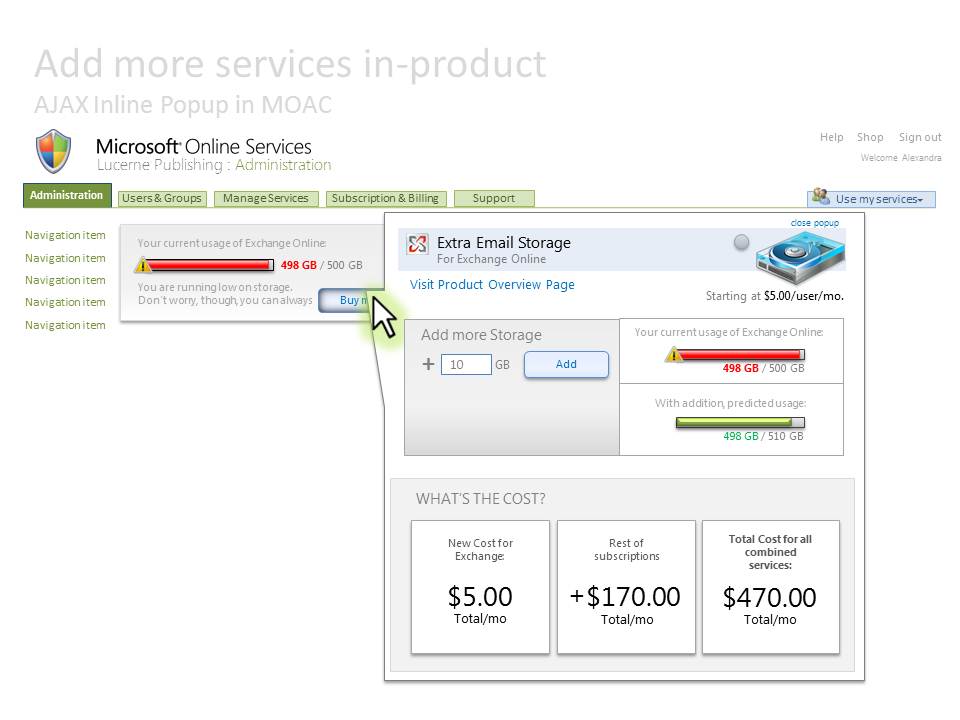 Add more services in-product
AJAX Inline Popup in MOAC
Help Shop Sign out
Microsoft® Online Services
Lucerne Publishing : Administration
Welcome Alexandra
Administration
Users & Groups
Manage Services
Subscription & Billing
Support
Use my services
Navigation item
Navigation item
Navigation item
Navigation item
Navigation item
Your current usage of Exchange Online:
498 GB / 500 GB
You are running low on storage.
Don't worry, though, you can always
Buy
close popup
Extra Email Storage
For Exchange Online
Visit Product Overview Page
Starting at $5.00/user/mo.
Add more Storage
+ 10 GB
Add
Your current usage of Exchange Online:
498 GB / 500 GB
With addition, predicted usage:
498 GB / 510 GB
WHAT'S THE COST?
New Cost for
Exchange:
$5.00
Total/mo
Rest of
subscriptions
+$170.00
Total/mo
Total Cost for all
combined
services:
$470.00
Total/mo